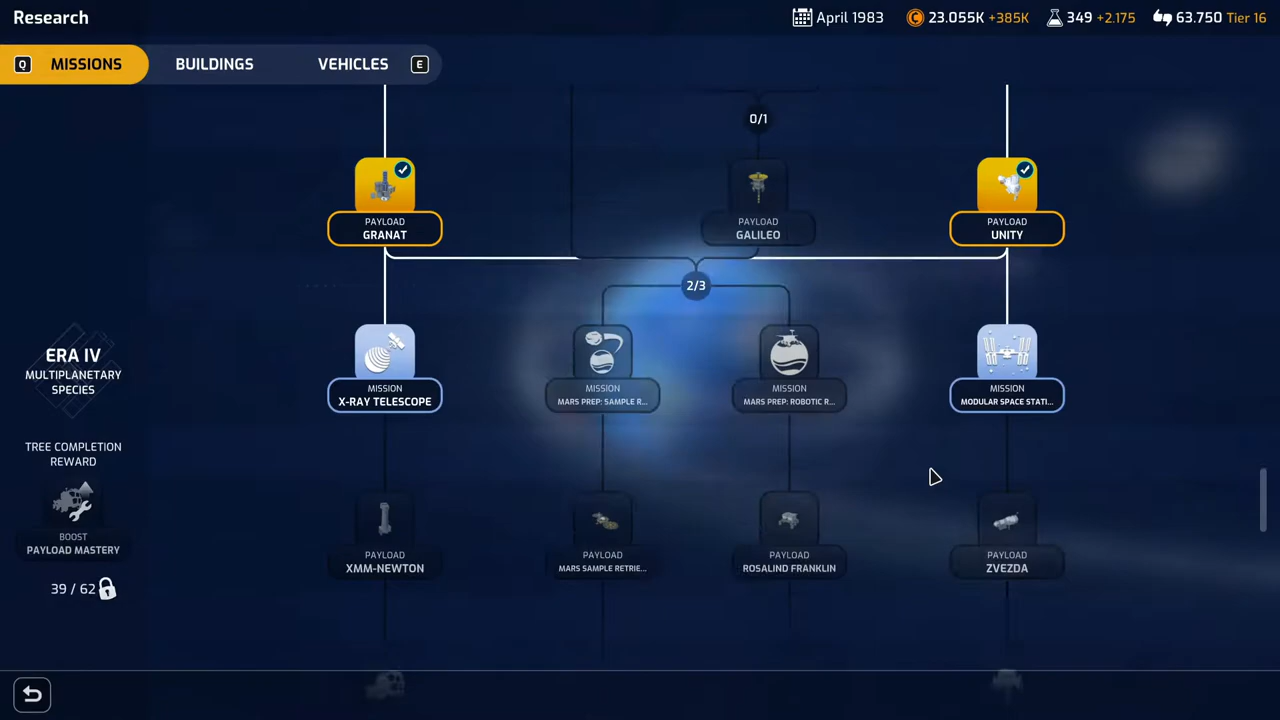 Research
April 1983
23.055K +385K
349 +2.175
63.750 Tier 16
Q
MISSIONS
BUILDINGS
VEHICLES
E
0/1
PAYLOAD
GRANAT
PAYLOAD
GALILEO
PAYLOAD
UNITY
2/3
ERA IV
MULTIPLANETARY
SPECIES
MISSION
X-RAY TELESCOPE
MISSION
MARS PREP: SAMPLE R...
MISSION
MARS PREP: ROBOTIC R...
MISSION
MODULAR SPACE STATI...
TREE COMPLETION
REWARD
BOOST
PAYLOAD MASTERY
39 / 62
PAYLOAD
XMM-NEWTON
PAYLOAD
MARS SAMPLE RETRIE...
PAYLOAD
ROSALIND FRANKLIN
PAYLOAD
ZVEZDA